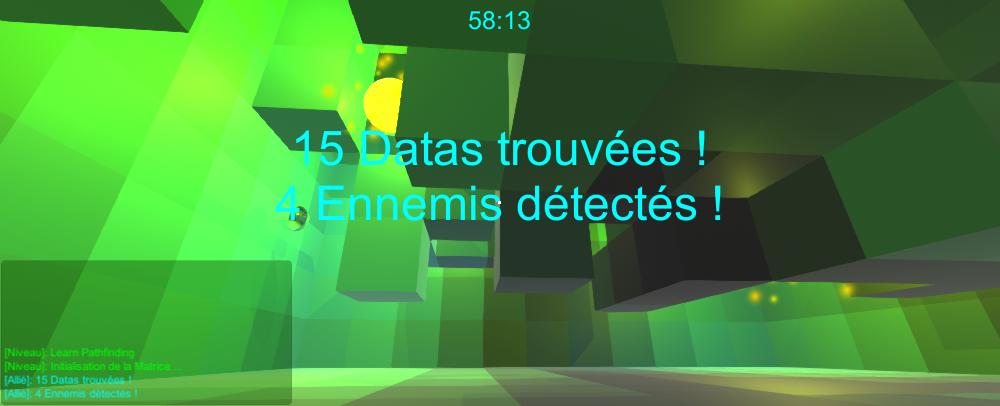 58:13
15 Datas trouvées !
4 Ennemis détectés !
[Niveau]: Learn Pathfinding
[Niveau]: Initialisation de la Matrice ...
[Allié]: 15 Datas trouvées !
[Allié]: 4 Ennemis détectés !